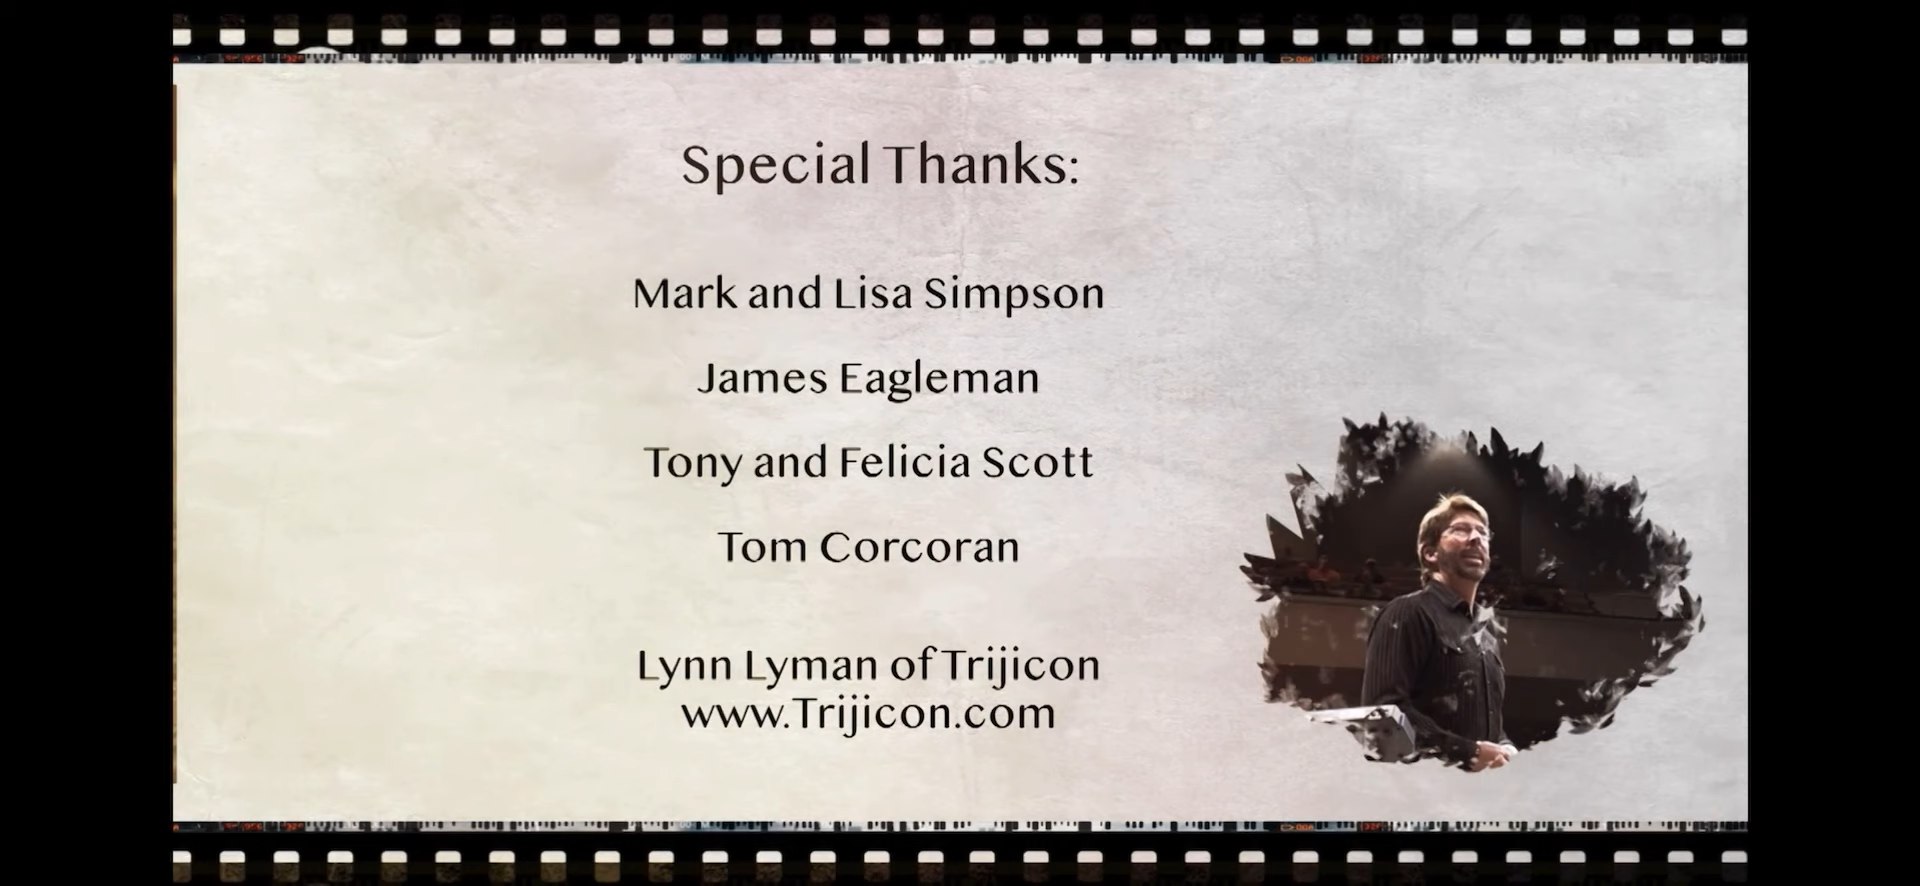 Special Thanks:
Mark and Lisa Simpson
James Eagleman
Tony and Felicia Scott
Tom Corcoran
Lynn Lyman of Trijicon
www.Trijicon.com